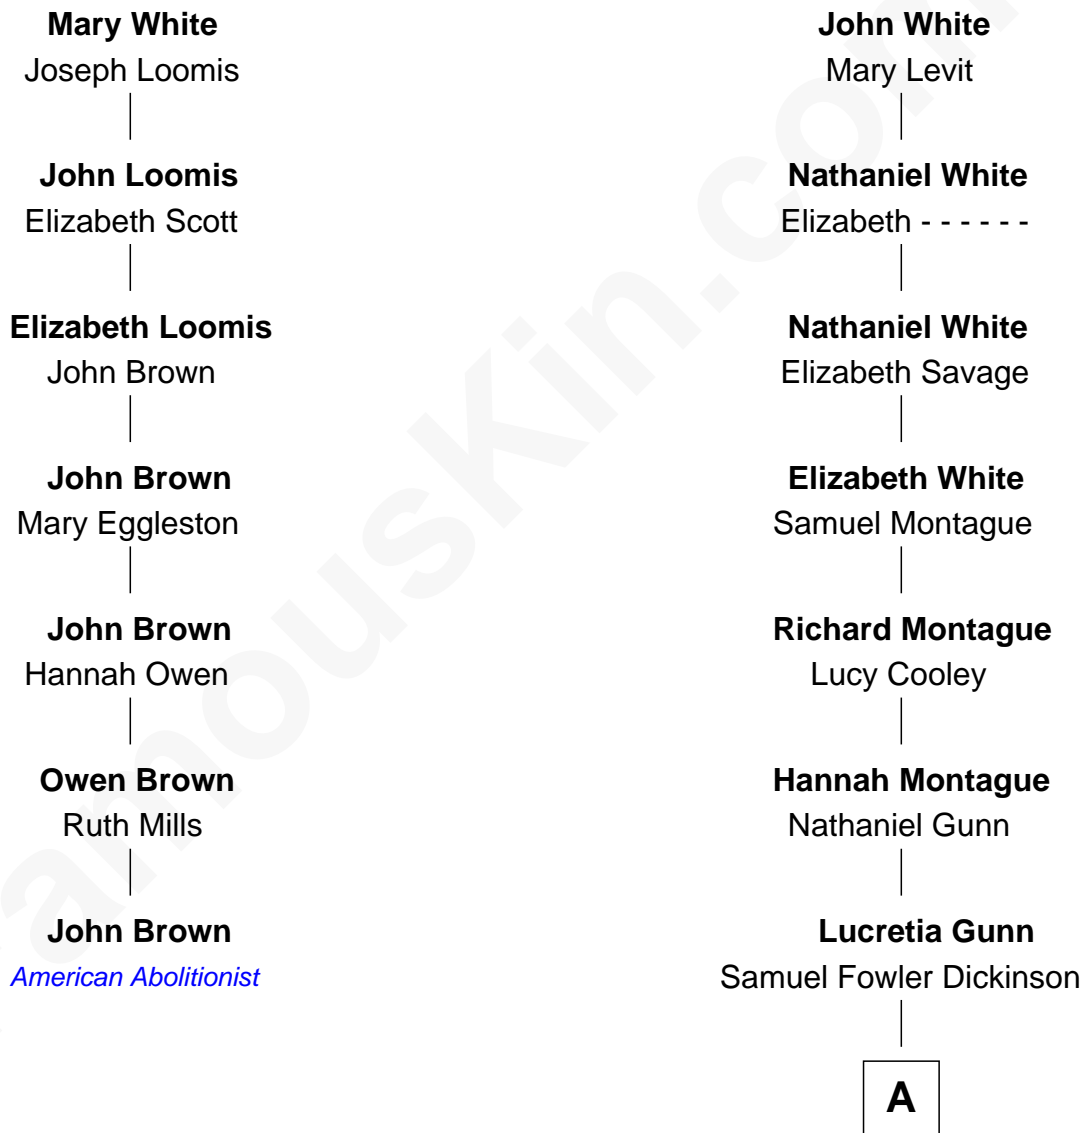 Mary White
Joseph Loomis
John Loomis
Elizabeth Scott
Elizabeth Loomis
John Brown
John Brown
Mary Eggleston
John Brown
Hannah Owen
Owen Brown
Ruth Mills
John Brown
American Abolitionist
John White
Mary Levit
Nathaniel White
Elizabeth - - - - - -
Nathaniel White
Elizabeth Savage
Elizabeth White
Samuel Montague
Richard Montague
Lucy Cooley
Hannah Montague
Nathaniel Gunn
Lucretia Gunn
Samuel Fowler Dickinson
A
amouskin.com